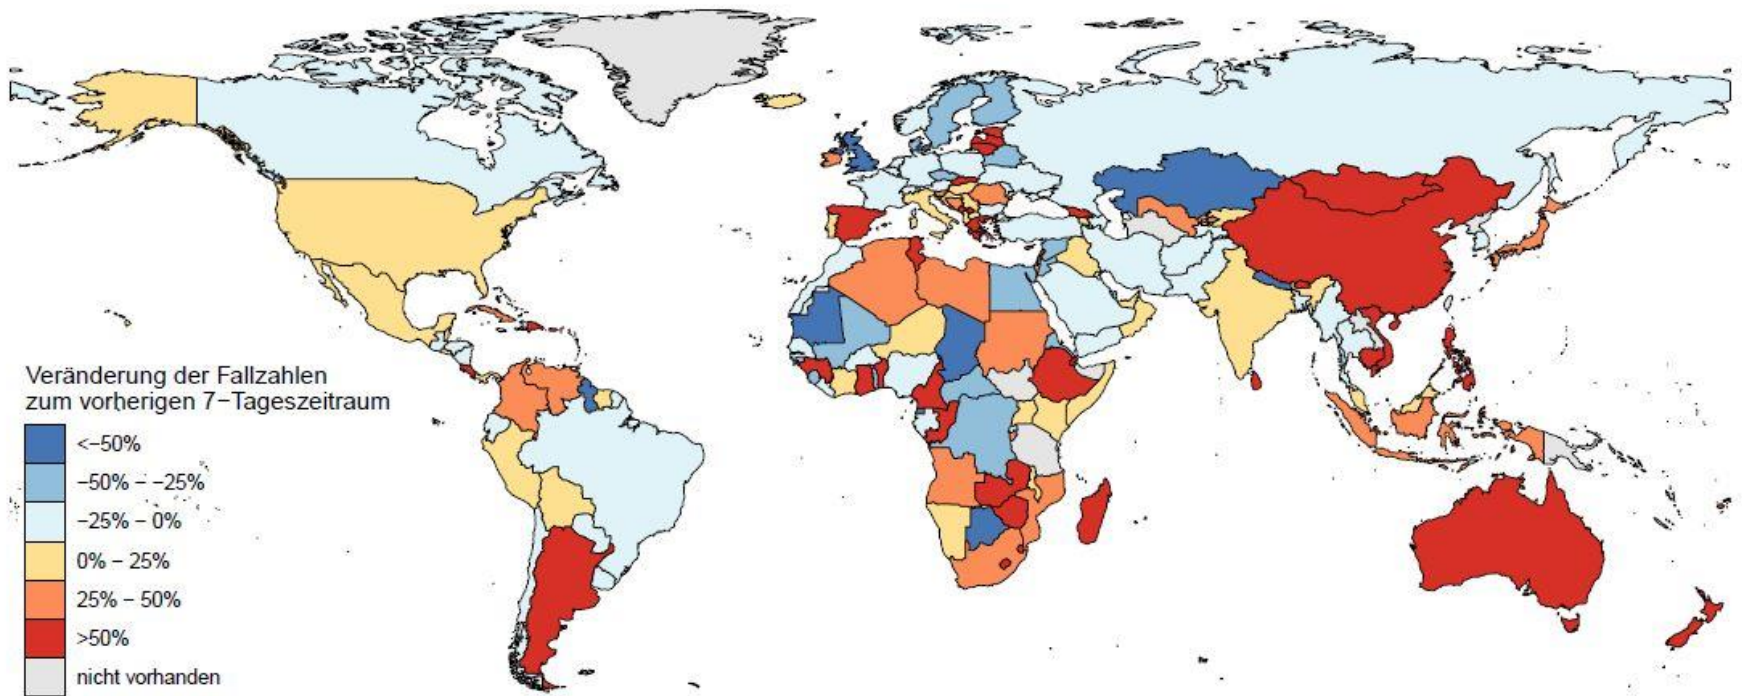 Veränderung der Fallzahlen
zum vorherigen 7−Tageszeitraum
<−50%
−50% − −25%
−25% − 0%
0% − 25%
25% − 50%
>50%
nicht vorhanden